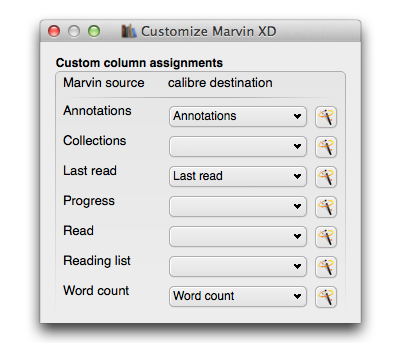 Customize Marvin XD
Custom column assignments
Marvin source calibre destination
Annotations Annotations
Collections
Last read Last read
Progress
Read
Reading list
Word count Word count